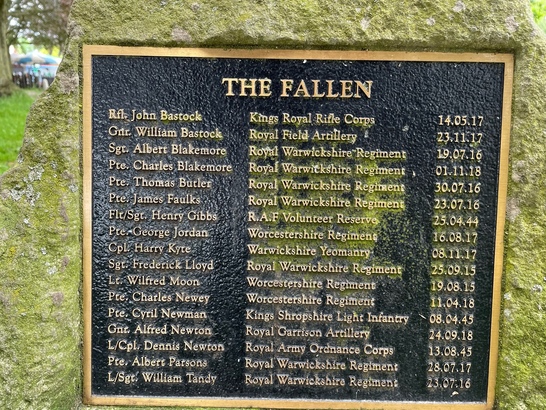 THE FALLEN
Rfl. John Bastock Kings Royal Rifle Corps 14.05.17
Gnr. William Bastock Royal Field Artillery 23.11.17
Sgt. Albert Blakemore Royal Warwickshire Regiment 19.07.16
Pte. Charles Blakemore Royal Warwickshire Regiment 01.11.18
Pte. Thomas Butler Royal Warwickshire Regiment 30.07.16
Pte. James Faulks Royal Warwickshire Regiment 23.07.16
Flt/Sgt. Henry Gibbs R.A.F Volunteer Reserve 25.04.44
Pte. George Jordan Worcestershire Regiment 16.08.17
Cpl. Harry Kyte Warwickshire Yeomanry 08.11.17
Sgt. Frederick Lloyd Royal Warwickshire Regiment 25.09.15
Lt. Wilfred Moon Worcestershire Regiment 19.08.15
Pte. Charles Newey Worcestershire Regiment 11.04.18
Pte. Cyril Newman Kings Shropshire Light Infantry 08.04.45
Gnr. Alfred Newton Royal Garrison Artillery 24.09.18
L/Cpl. Dennis Newton Royal Army Ordnance Corps 13.08.45
Pte. Albert Parsons Royal Warwickshire Regiment 28.07.17
L/Sgt. William Tandy Royal Warwickshire Regiment 23.07.16